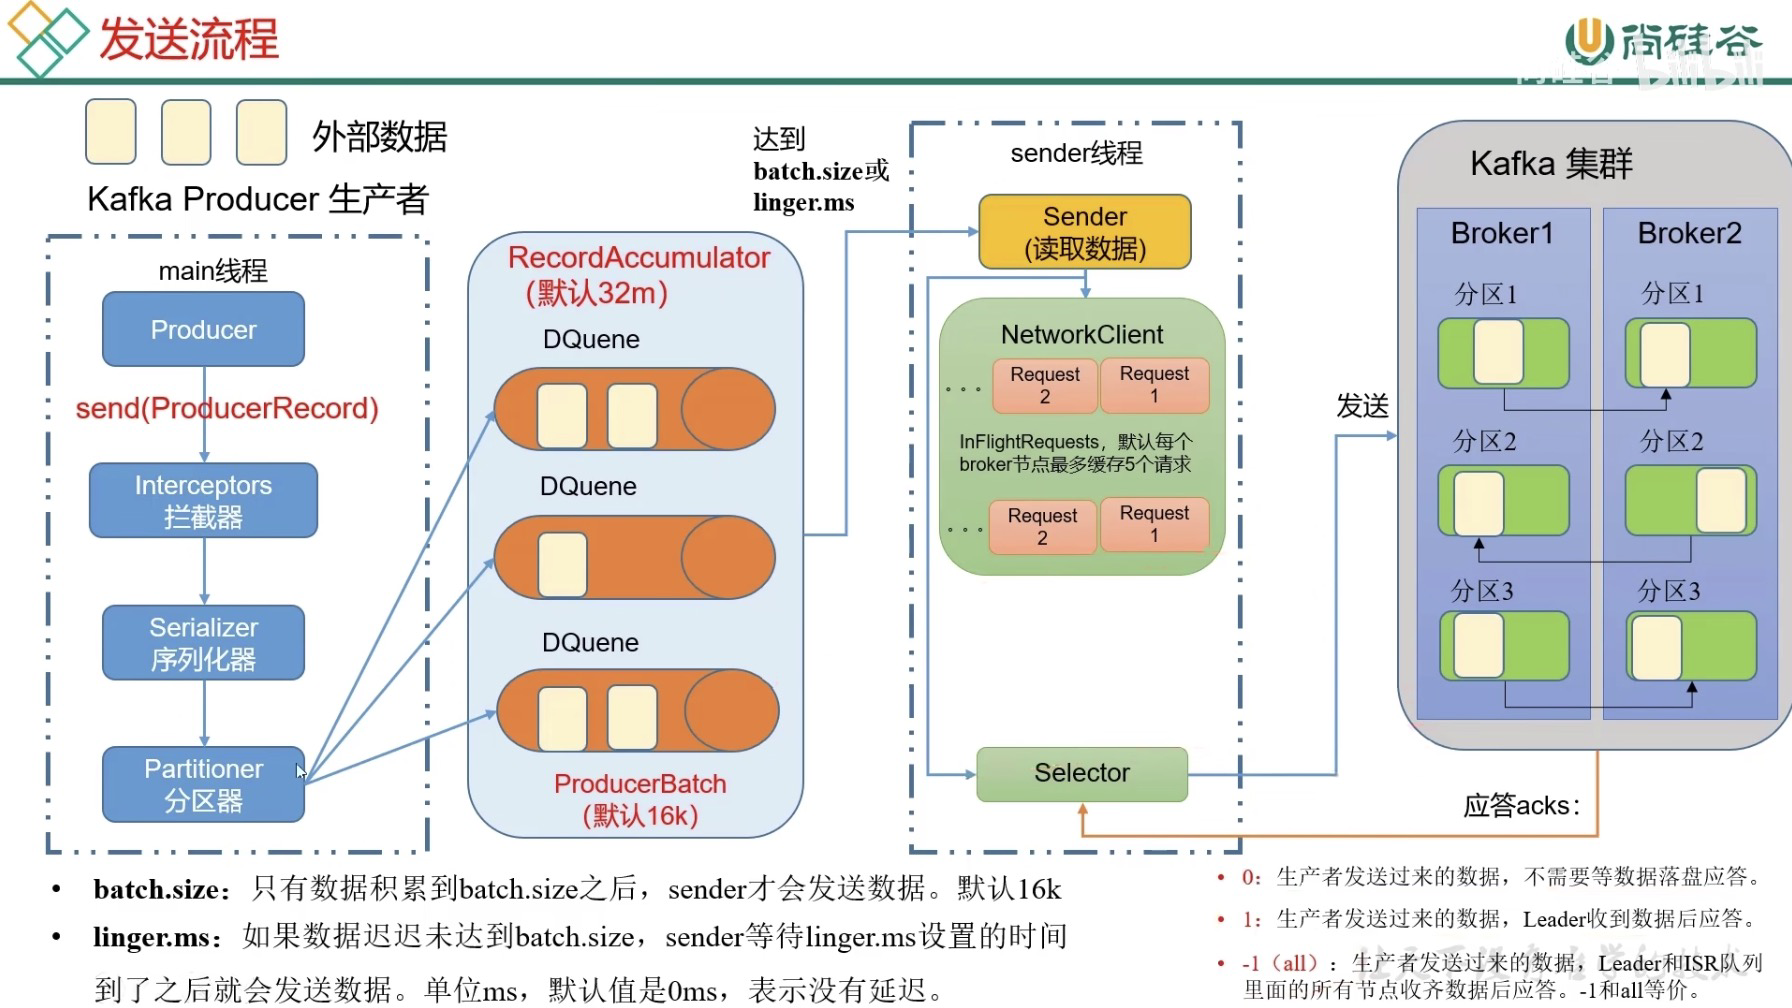 发送流程
尚硅谷
bilibili
外部数据
Kafka Producer 生产者
main线程
Producer
send(ProducerRecord)
Interceptors
拦截器
Serializer
序列化器
Partitioner
分区器
RecordAccumulator
(默认32m)
DQuene
DQuene
DQuene
ProducerBatch
(默认16k)
达到
batch.size或
linger.ms
sender线程
Sender
(读取数据)
NetworkClient
Request
2
Request
1
InFlightRequests，默认每个
broker节点最多缓存5个请求
Request
2
Request
1
Selector
发送
Kafka 集群
Broker1
分区1
分区2
分区3
Broker2
分区1
分区2
分区3
应答acks：
• batch.size：只有数据积累到batch.size之后，sender才会发送数据。默认16k
• linger.ms：如果数据迟迟未达到batch.size，sender等待linger.ms设置的时间
到了之后就会发送数据。单位ms，默认值是0ms，表示没有延迟。
• 0：生产者发送过来的数据，不需要等数据落盘应答。
• 1：生产者发送过来的数据，Leader收到数据后应答。
• -1（all）：生产者发送过来的数据，Leader和ISR队列
里面的所有节点收齐数据后应答。-1和all等价。